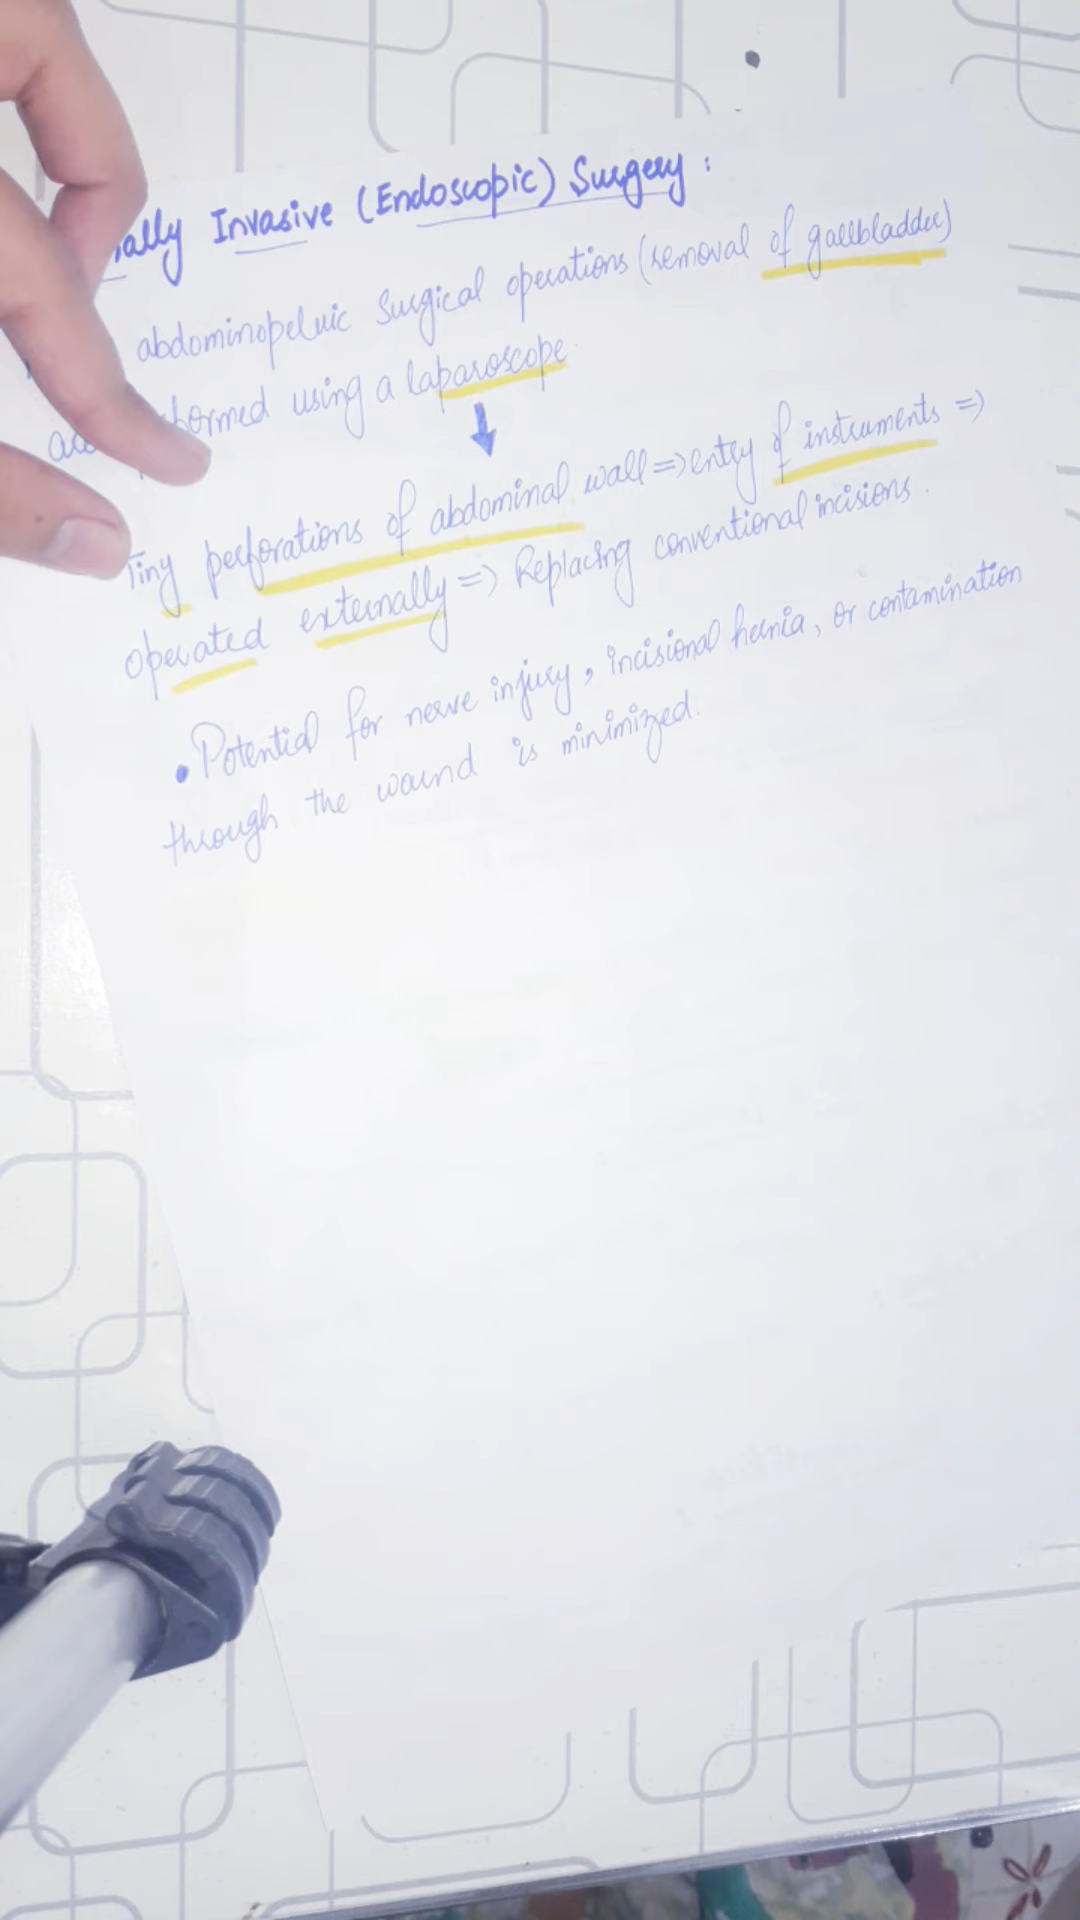 ally Invasive (Endoscopic) Surgery :
abdominopelvic Surgical operations (removal of gallbladder)
formed using a laparoscope.
↓
Tiny perforations of abdominal wall => entry of instruments =>
operated externally => Replacing conventional incisions.
• Potential for nerve injury, incisional hernia, or contamination
through the wound is minimized.